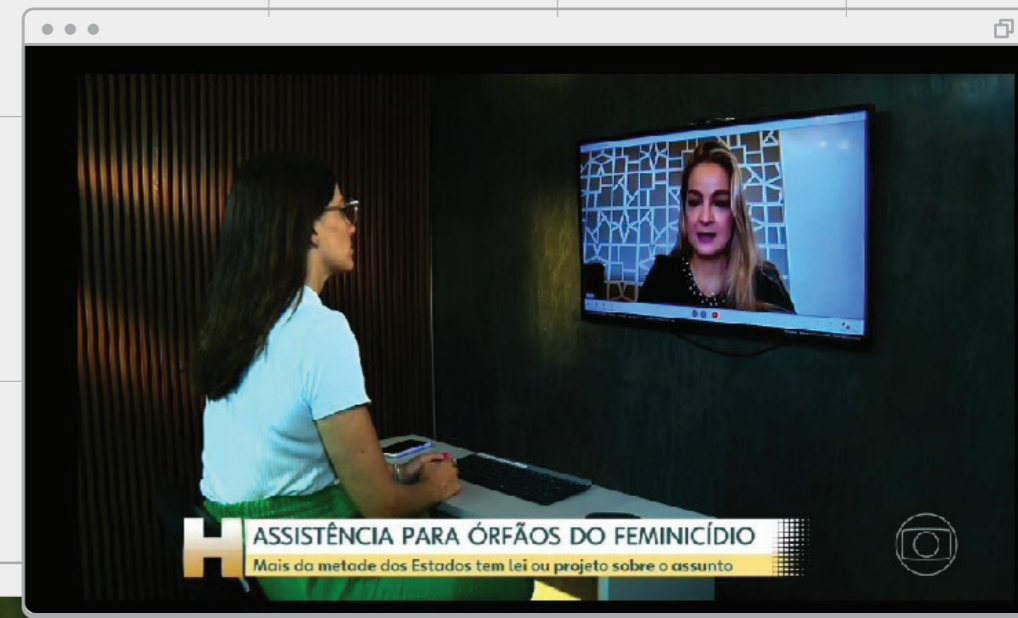 H
ASSISTÊNCIA PARA ÓRFÃOS DO FEMINICÍDIO
Mais da metade dos Estados tem lei ou projeto sobre o assunto